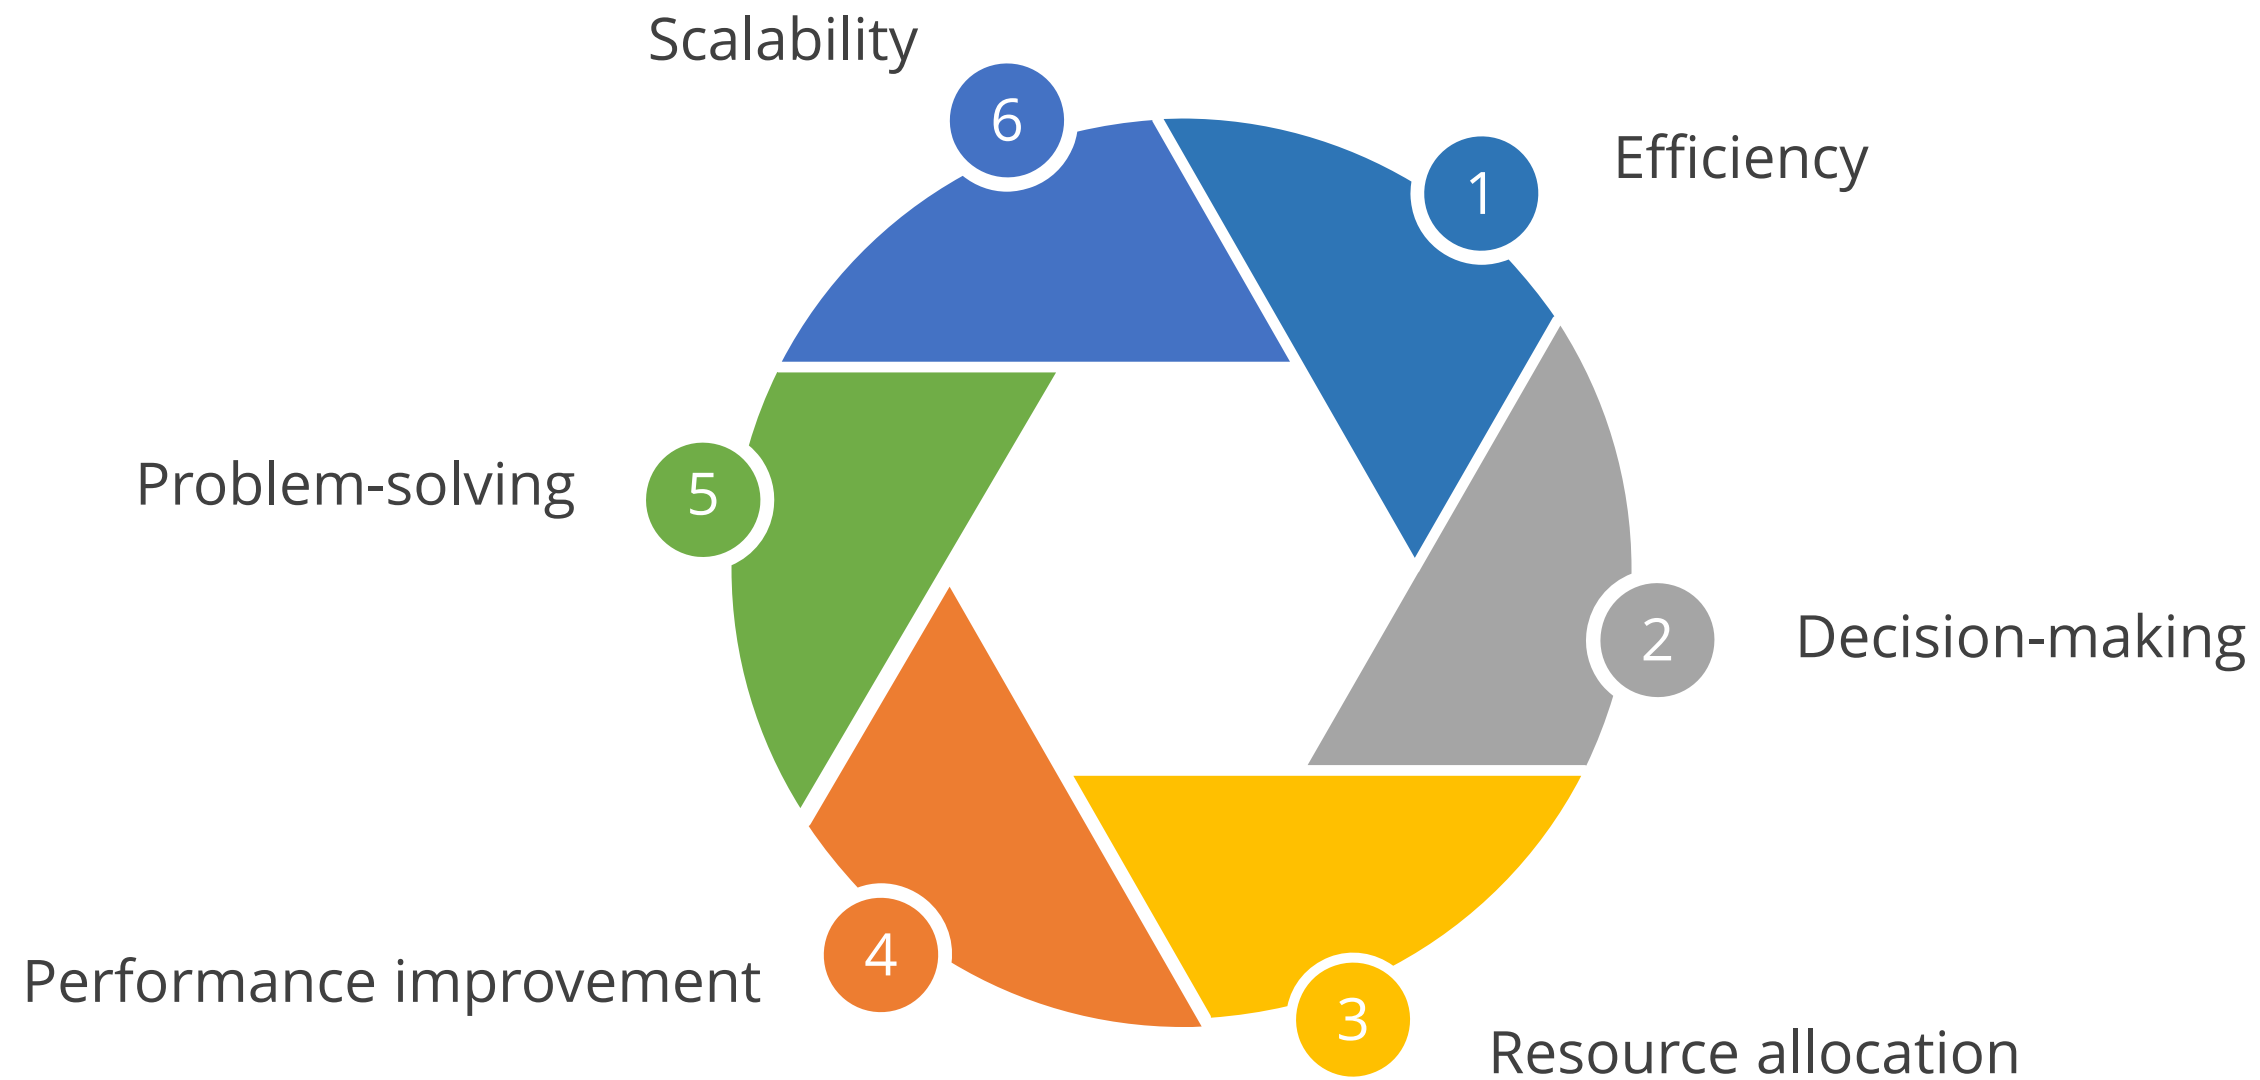 Scalability
6
1
Efficiency
5
Problem-solving
2
Decision-making
4
Performance improvement
3
Resource allocation